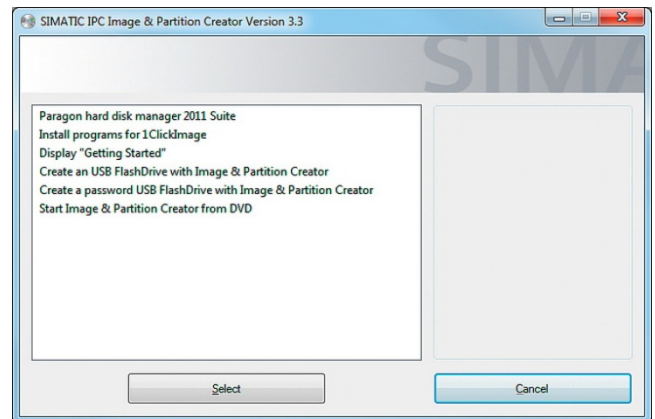 SIMATIC IPC Image & Partition Creator Version 3.3
SIMA
Paragon hard disk manager 2011 Suite
Install programs for 1ClickImage
Display "Getting Started"
Create an USB FlashDrive with Image & Partition Creator
Create a password USB FlashDrive with Image & Partition Creator
Start Image & Partition Creator from DVD
Select
Cancel